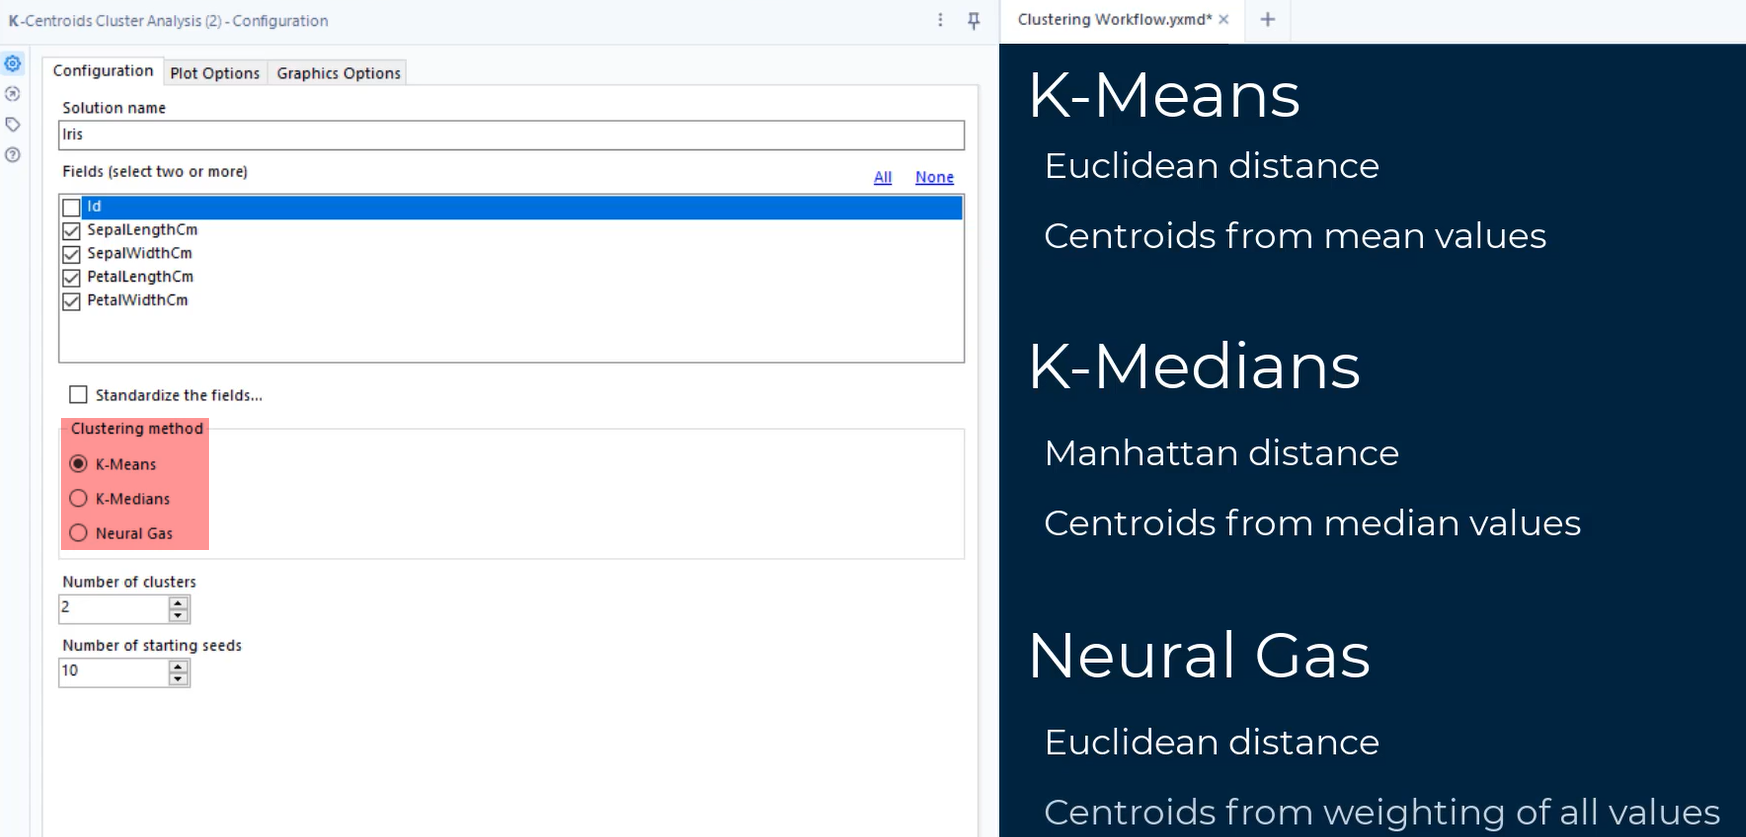 K-Centroids Cluster Analysis (2) - Configuration
Configuration
Plot Options
Graphics Options
Solution name
Iris
Fields (select two or more)
All
None
Id
SepalLengthCm
SepalWidthCm
PetalLengthCm
PetalWidthCm
Standardize the fields...
Clustering method
K-Means
K-Medians
Neural Gas
Number of clusters
2
Number of starting seeds
10
Clustering Workflow.yxmd*
K-Means
Euclidean distance
Centroids from mean values
K-Medians
Manhattan distance
Centroids from median values
Neural Gas
Euclidean distance
Centroids from weighting of all values